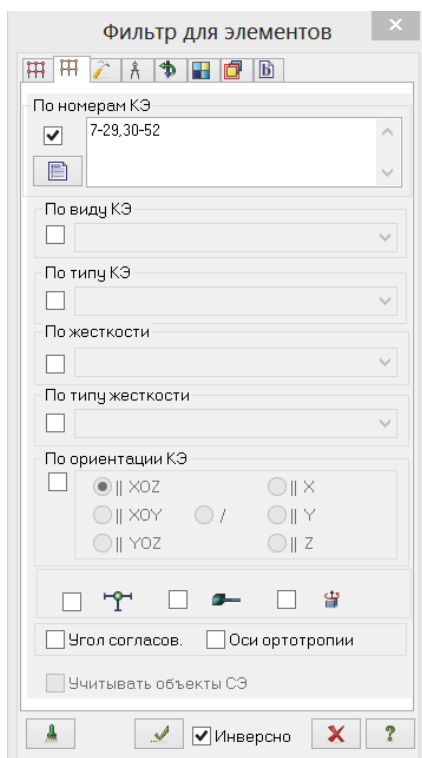 Фильтр для элементов
По номерам КЭ
7-29,30-52
По виду КЭ
По типу КЭ
По жесткости
По типу жесткости
По ориентации КЭ
|| XOZ || X
|| XOY / || Y
|| YOZ || Z
Угол согласов. Оси ортотропии
Учитывать объекты СЭ
Инверсно ?